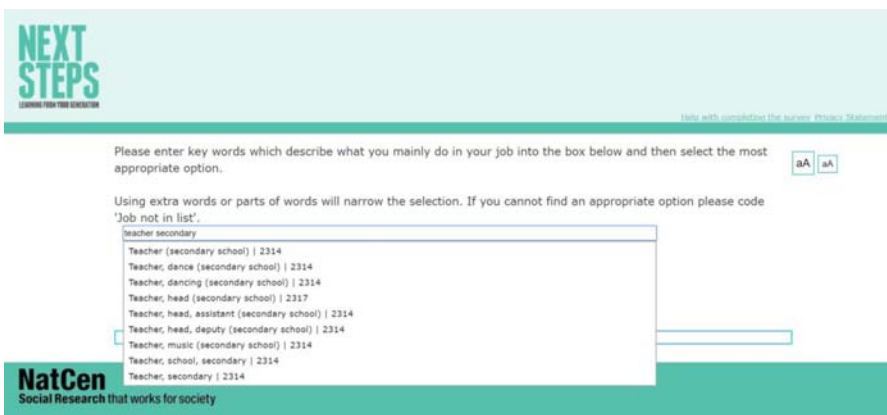 NEXT
STEPS
LEARNING FROM YOUR GENERATION
Help with completing the survey Privacy Statement
Please enter key words which describe what you mainly do in your job into the box below and then select the most
appropriate option.
aA aA
Using extra words or parts of words will narrow the selection. If you cannot find an appropriate option please code
'Job not in list'.
teacher secondary
Teacher (secondary school) | 2314
Teacher, dance (secondary school) | 2314
Teacher, dancing (secondary school) | 2314
Teacher, head (secondary school) | 2317
Teacher, head, assistant (secondary school) | 2314
Teacher, head, deputy (secondary school) | 2314
Teacher, music (secondary school) | 2314
Teacher, school, secondary | 2314
Teacher, secondary | 2314
NatCen
Social Research that works for society